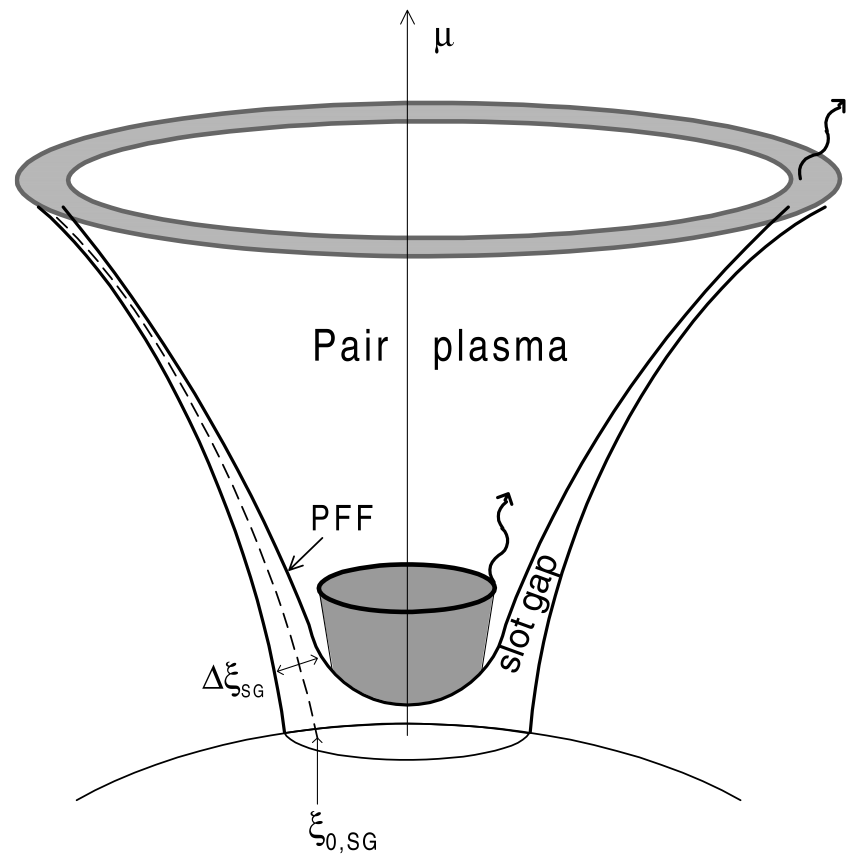 μ
Pair plasma
PFF
slot gap
Δξ_SG
ξ_0,SG